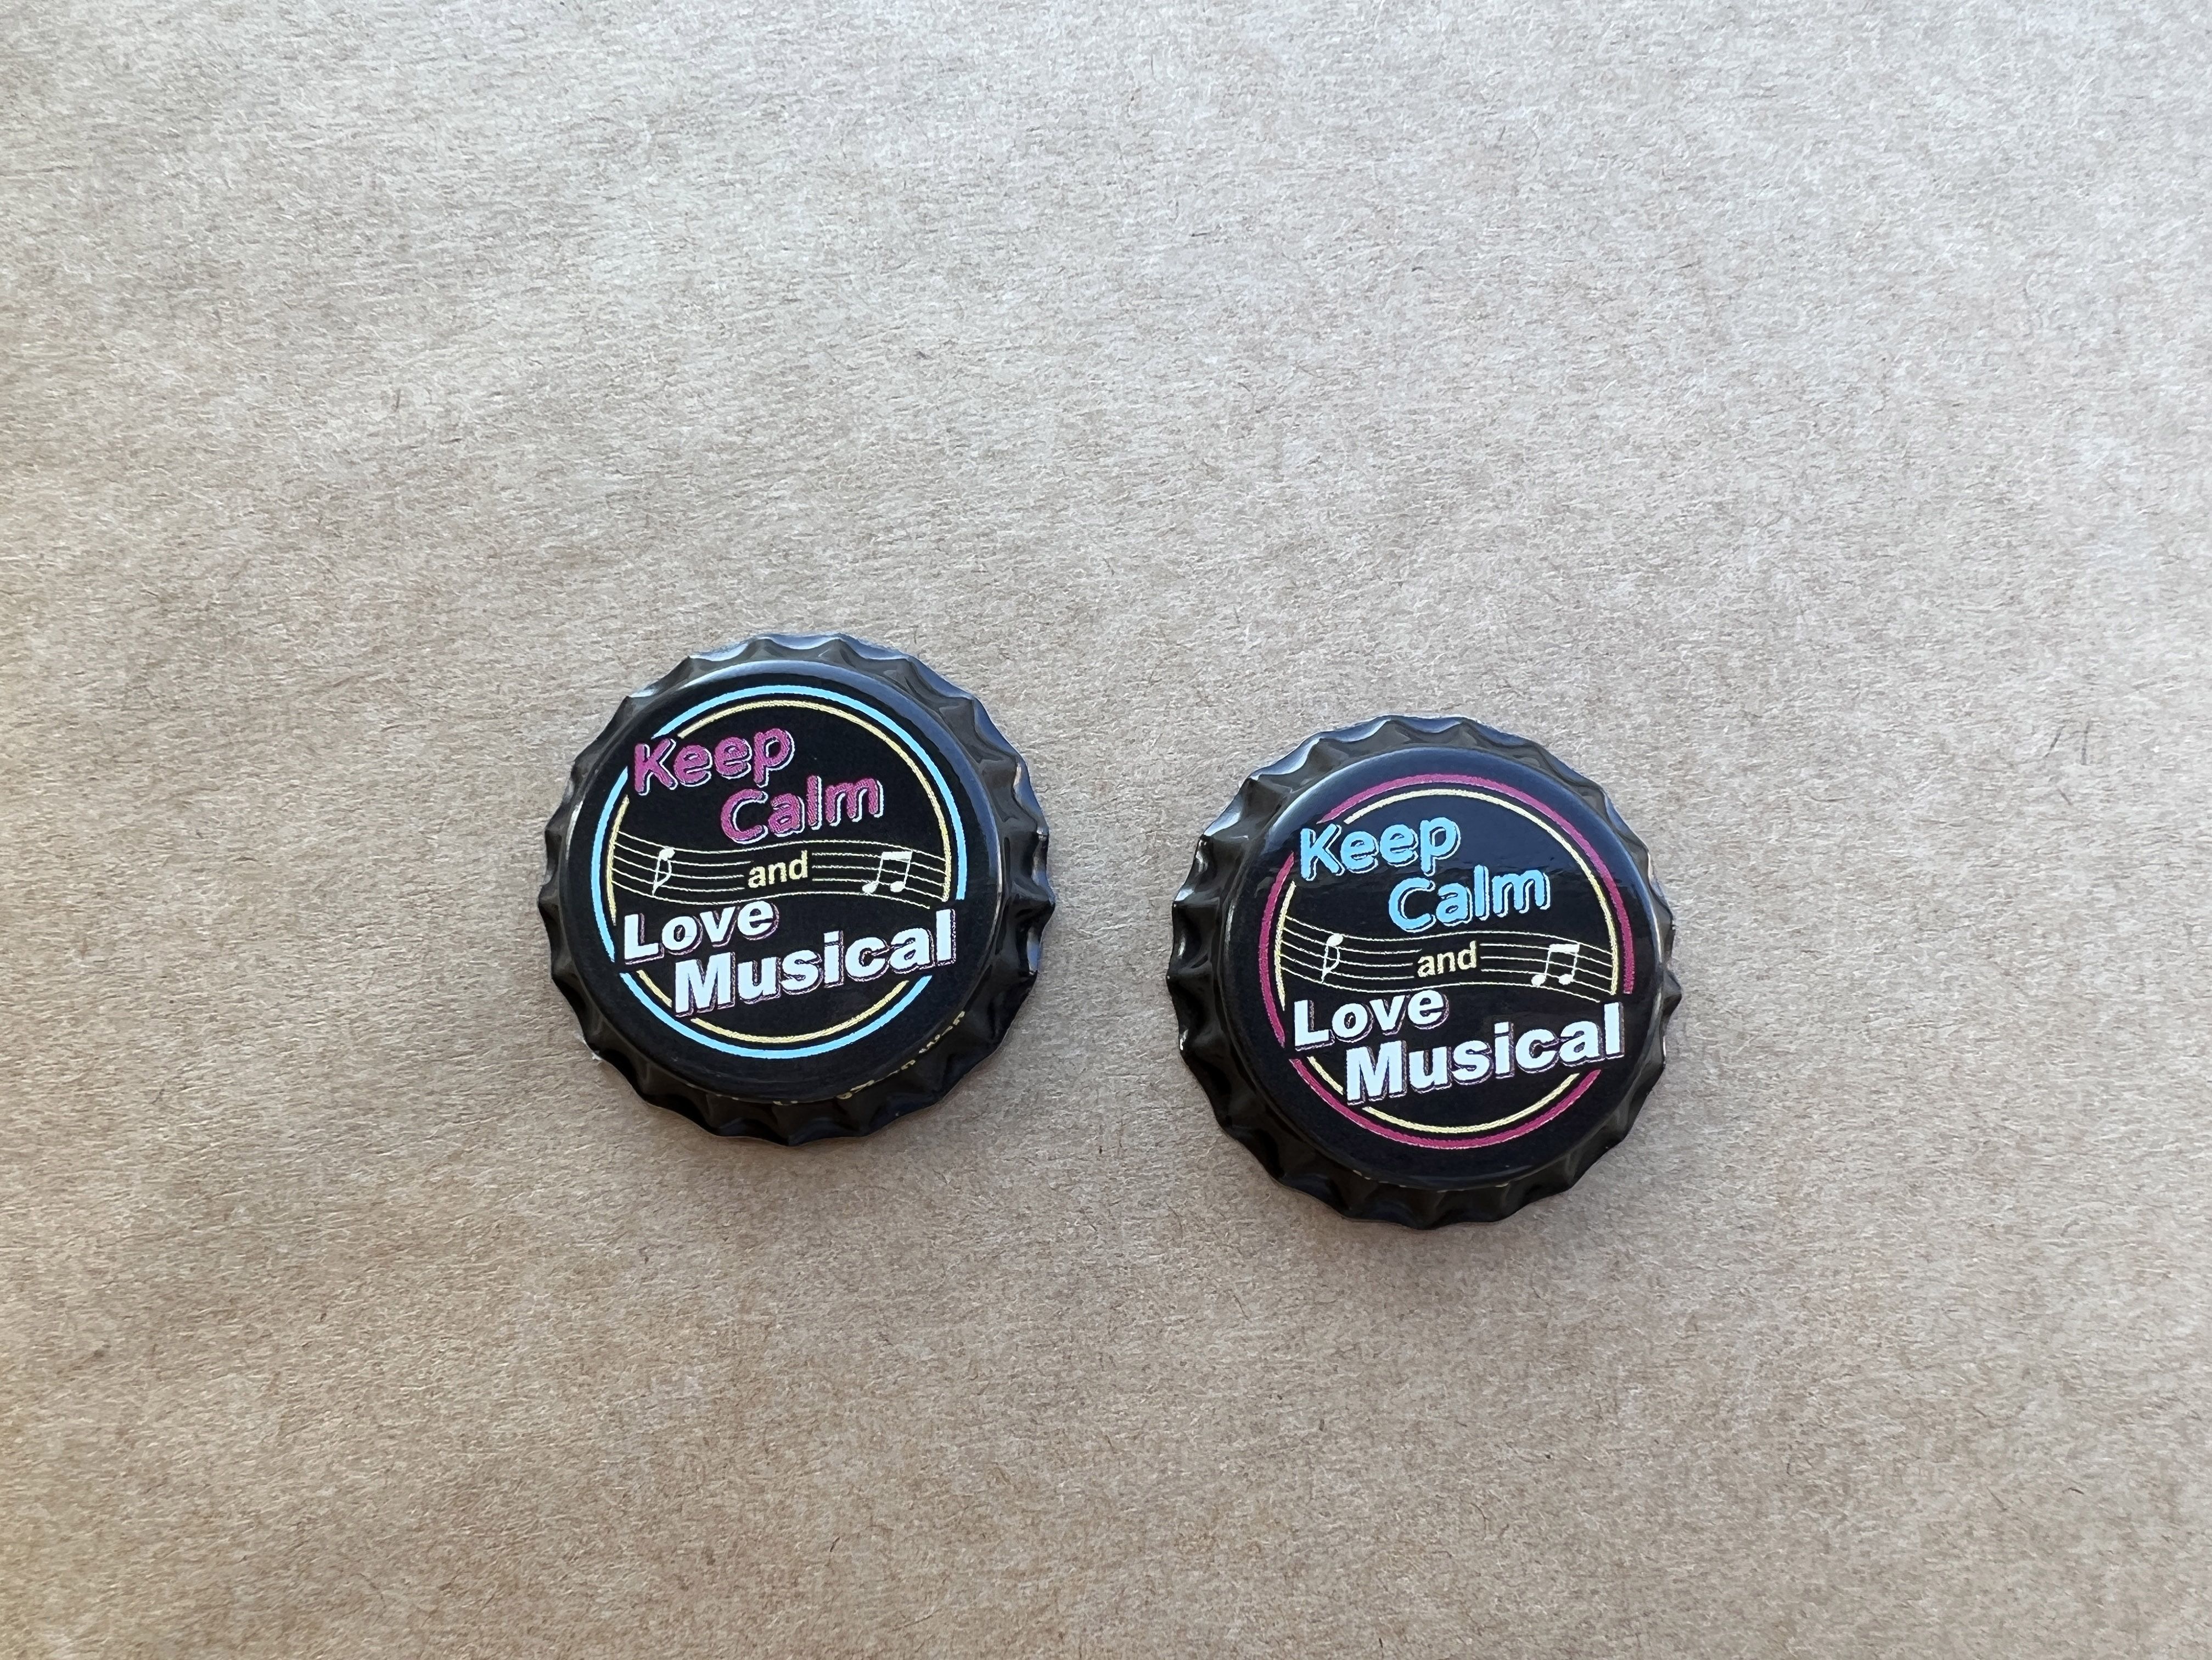 Keep
Calm
and
Love
Musical
Keep
Calm
and
Love
Musical